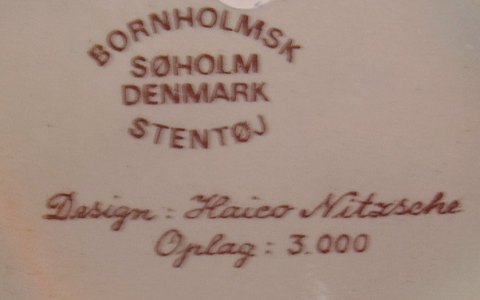 BORNHOLMSK
SØHOLM
DENMARK
STENTØJ
Design: Haico Nitzsche
Oplag: 3.000